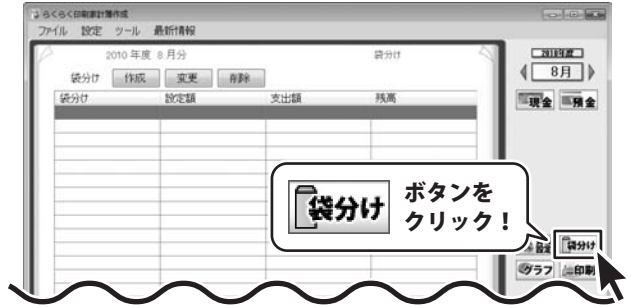 らくらく印刷家計簿作成
ファイル 設定 ツール 最新情報
2010年度 8月分 袋分け
2010年度
8月
袋分け 作成 変更 削除
現金 預金
袋分け 設定額 支出額 残高
袋分け
ボタンを
クリック！
設定 袋分け
グラフ 印刷